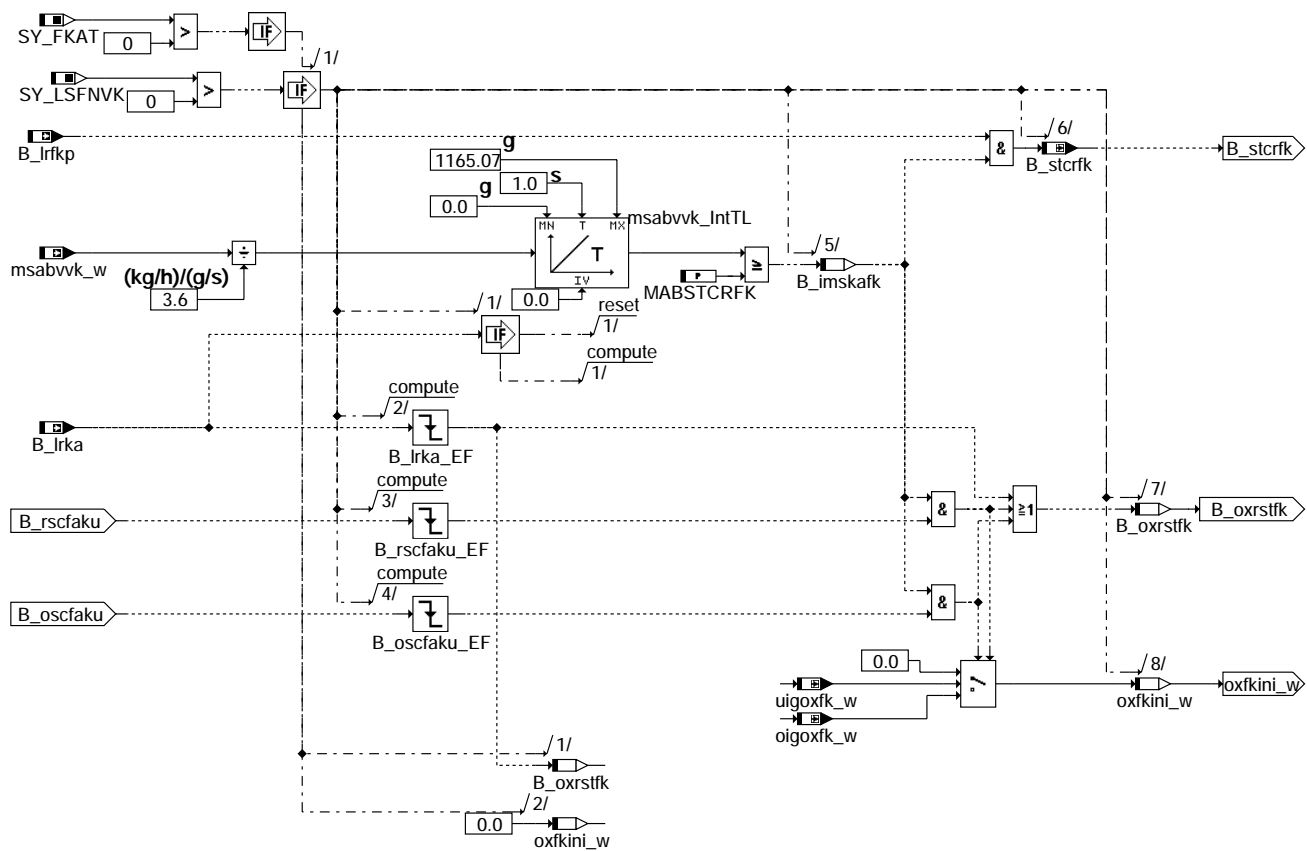 SY_FKAT
0
>
IF
1/
SY_LSFNVK
0
>
IF
B_lrfkp
&
6/
B_stcrfk
B_stcrfk
g
1165.07
1.0 s
g
0.0
MN T MX
msabvvk_IntTL
T
IV
0.0
msabvvk_w
÷
(kg/h)/(g/s)
3.6
P
MABSTCRFK
≥
5/
B_imskafk
1/
IF
reset
1/
compute
1/
B_lrka
compute
2/
B_lrka_EF
B_rscfaku
compute
3/
B_rscfaku_EF
&
≥1
7/
B_oxrstfk
B_oxrstfk
B_oscfaku
compute
4/
B_oscfaku_EF
&
0.0
uigoxfk_w
oigoxfk_w
8/
oxfkini_w
oxfkini_w
1/
B_oxrstfk
2/
0.0
oxfkini_w